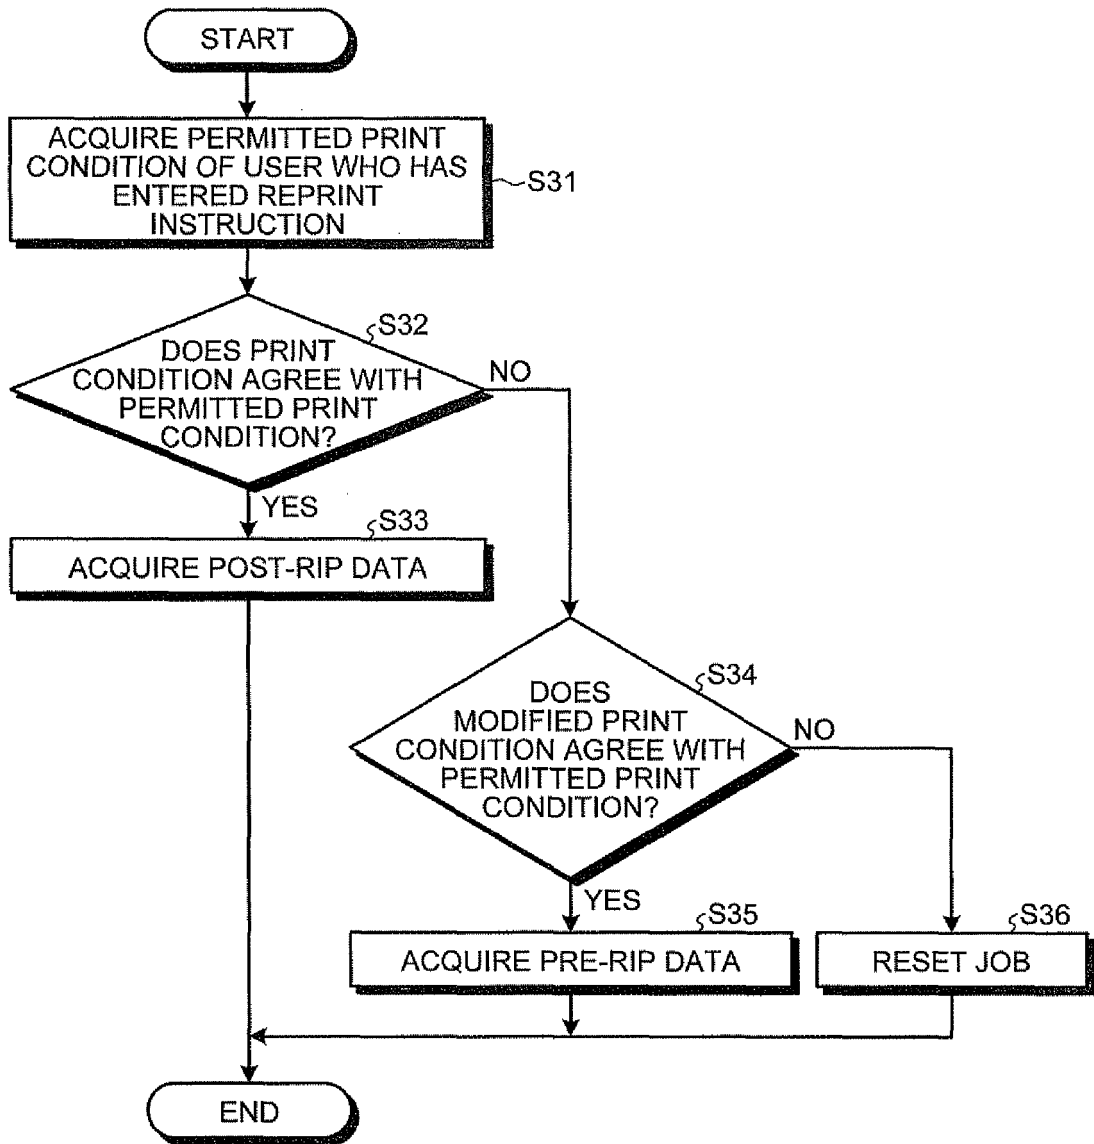 START
ACQUIRE PERMITTED PRINT
CONDITION OF USER WHO HAS
ENTERED REPRINT
INSTRUCTION
S31
S32
DOES PRINT
CONDITION AGREE WITH
PERMITTED PRINT
CONDITION?
NO
YES
S33
ACQUIRE POST-RIP DATA
S34
DOES
MODIFIED PRINT
CONDITION AGREE WITH
PERMITTED PRINT
CONDITION?
NO
YES
S35
ACQUIRE PRE-RIP DATA
S36
RESET JOB
END